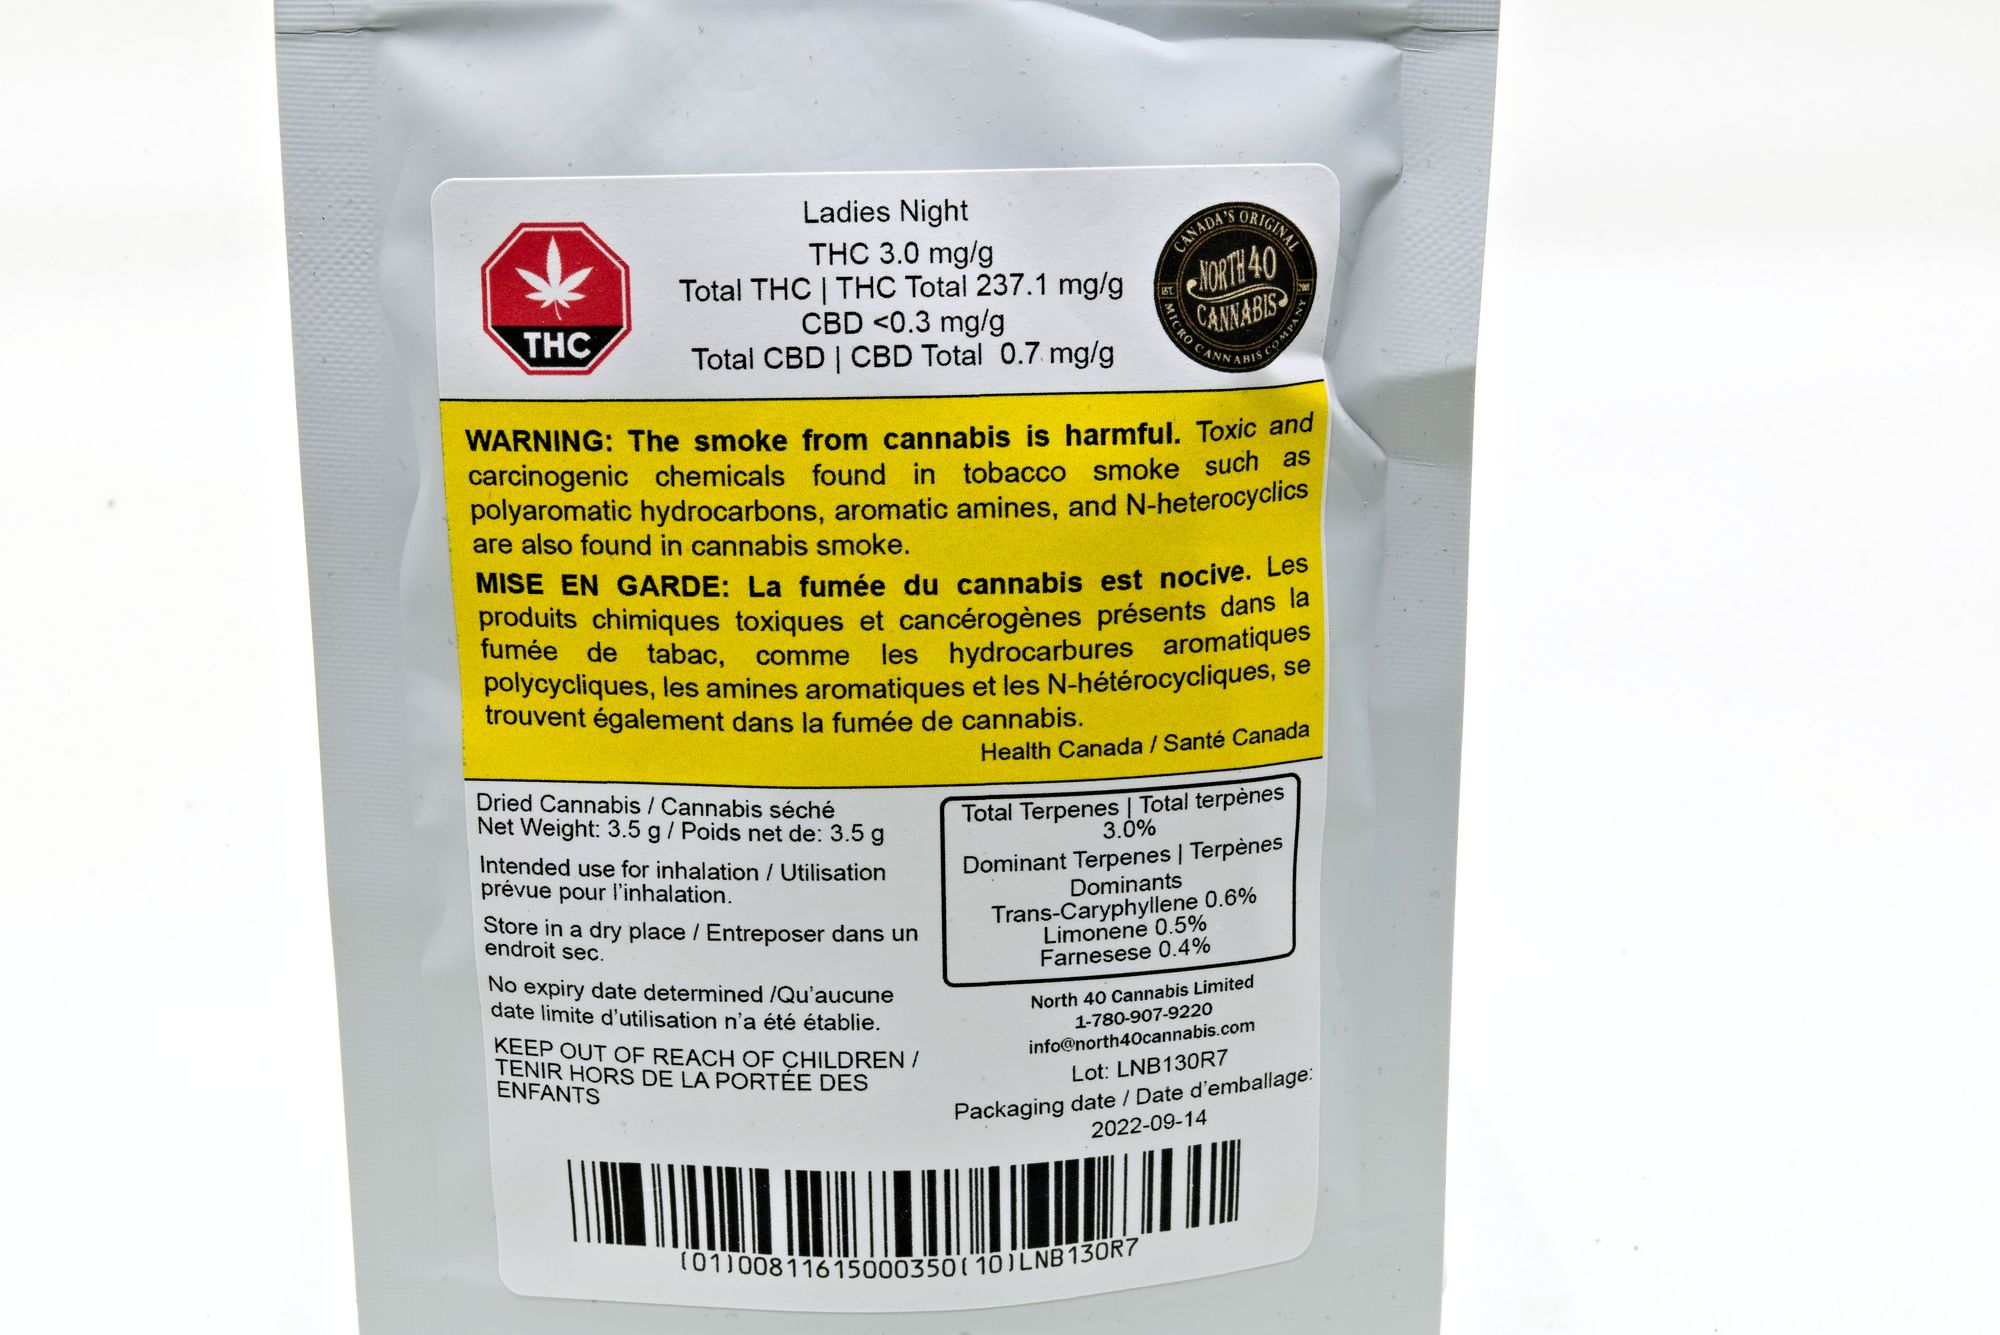 Ladies Night
THC 3.0 mg/g
Total THC | THC Total 237.1 mg/g
CBD <0.3 mg/g
Total CBD | CBD Total 0.7 mg/g
THC
CANADA'S ORIGINAL
NORTH 40
CANNABIS
EST.
MICRO CANNABIS COMPANY
WARNING: The smoke from cannabis is harmful. Toxic and
carcinogenic chemicals found in tobacco smoke such as
polyaromatic hydrocarbons, aromatic amines, and N-heterocyclics
are also found in cannabis smoke.
MISE EN GARDE: La fumée du cannabis est nocive. Les
produits chimiques toxiques et cancérogènes présents dans la
fumée de tabac, comme les hydrocarbures aromatiques
polycycliques, les amines aromatiques et les N-hétérocycliques, se
trouvent également dans la fumée de cannabis.
Health Canada / Santé Canada
Dried Cannabis / Cannabis séché
Net Weight: 3.5 g / Poids net de: 3.5 g
Intended use for inhalation / Utilisation
prévue pour l'inhalation.
Store in a dry place / Entreposer dans un
endroit sec.
No expiry date determined /Qu'aucune
date limite d'utilisation n'a été établie.
KEEP OUT OF REACH OF CHILDREN /
TENIR HORS DE LA PORTÉE DES
ENFANTS
Total Terpenes | Total terpènes
3.0%
Dominant Terpenes | Terpènes
Dominants
Trans-Caryphyllene 0.6%
Limonene 0.5%
Farnesese 0.4%
North 40 Cannabis Limited
1-780-907-9220
info@north40cannabis.com
Lot: LNB130R7
Packaging date / Date d'emballage:
2022-09-14
(01)00811615000350(10)LNB130R7